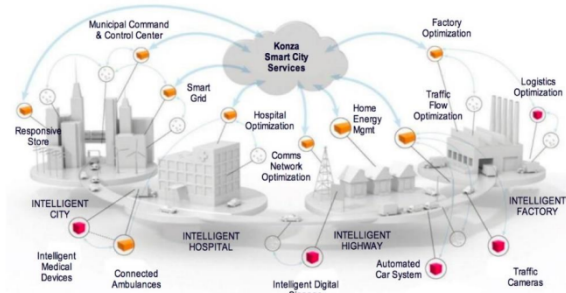 Municipal Command
& Control Center
Konza
Smart City
Services
Factory
Optimization
Smart
Grid
Logistics
Optimization
Hospital
Optimization
Home
Energy
Mgmt
Traffic
Flow
Optimization
Responsive
Store
Comms
Network
Optimization
INTELLIGENT
CITY
INTELLIGENT
HOSPITAL
INTELLIGENT
HIGHWAY
INTELLIGENT
FACTORY
Intelligent
Medical
Devices
Connected
Ambulances
Intelligent Digital
Automated
Car System
Traffic
Cameras